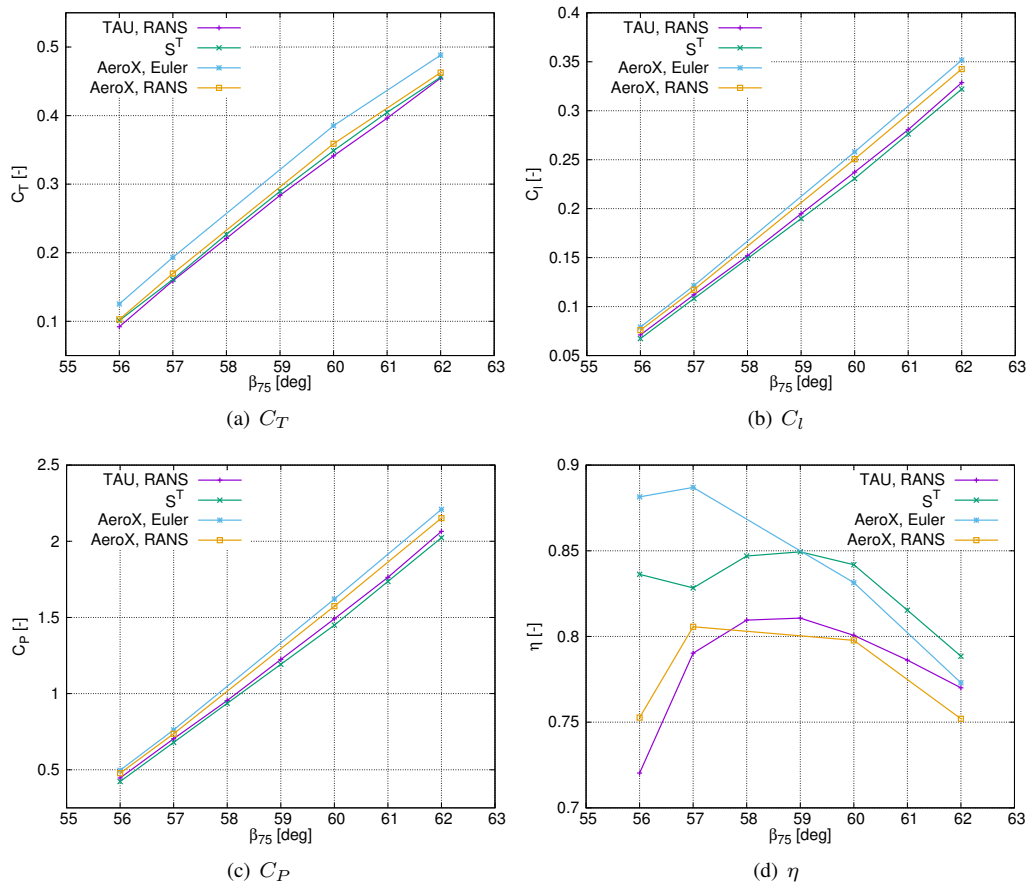 TAU, RANS
S^T
AeroX, Euler
AeroX, RANS
0.5
0.4
0.3
0.2
0.1
C_T [-]
55 56 57 58 59 60 61 62 63
β_75 [deg]
(a) C_T
TAU, RANS
S^T
AeroX, Euler
AeroX, RANS
0.4
0.35
0.3
0.25
0.2
0.15
0.1
0.05
C_l [-]
55 56 57 58 59 60 61 62 63
β_75 [deg]
(b) C_l
TAU, RANS
S^T
AeroX, Euler
AeroX, RANS
2.5
2
1.5
1
0.5
C_P [-]
55 56 57 58 59 60 61 62 63
β_75 [deg]
(c) C_P
TAU, RANS
S^T
AeroX, Euler
AeroX, RANS
0.9
0.85
0.8
0.75
0.7
η [-]
55 56 57 58 59 60 61 62 63
β_75 [deg]
(d) η